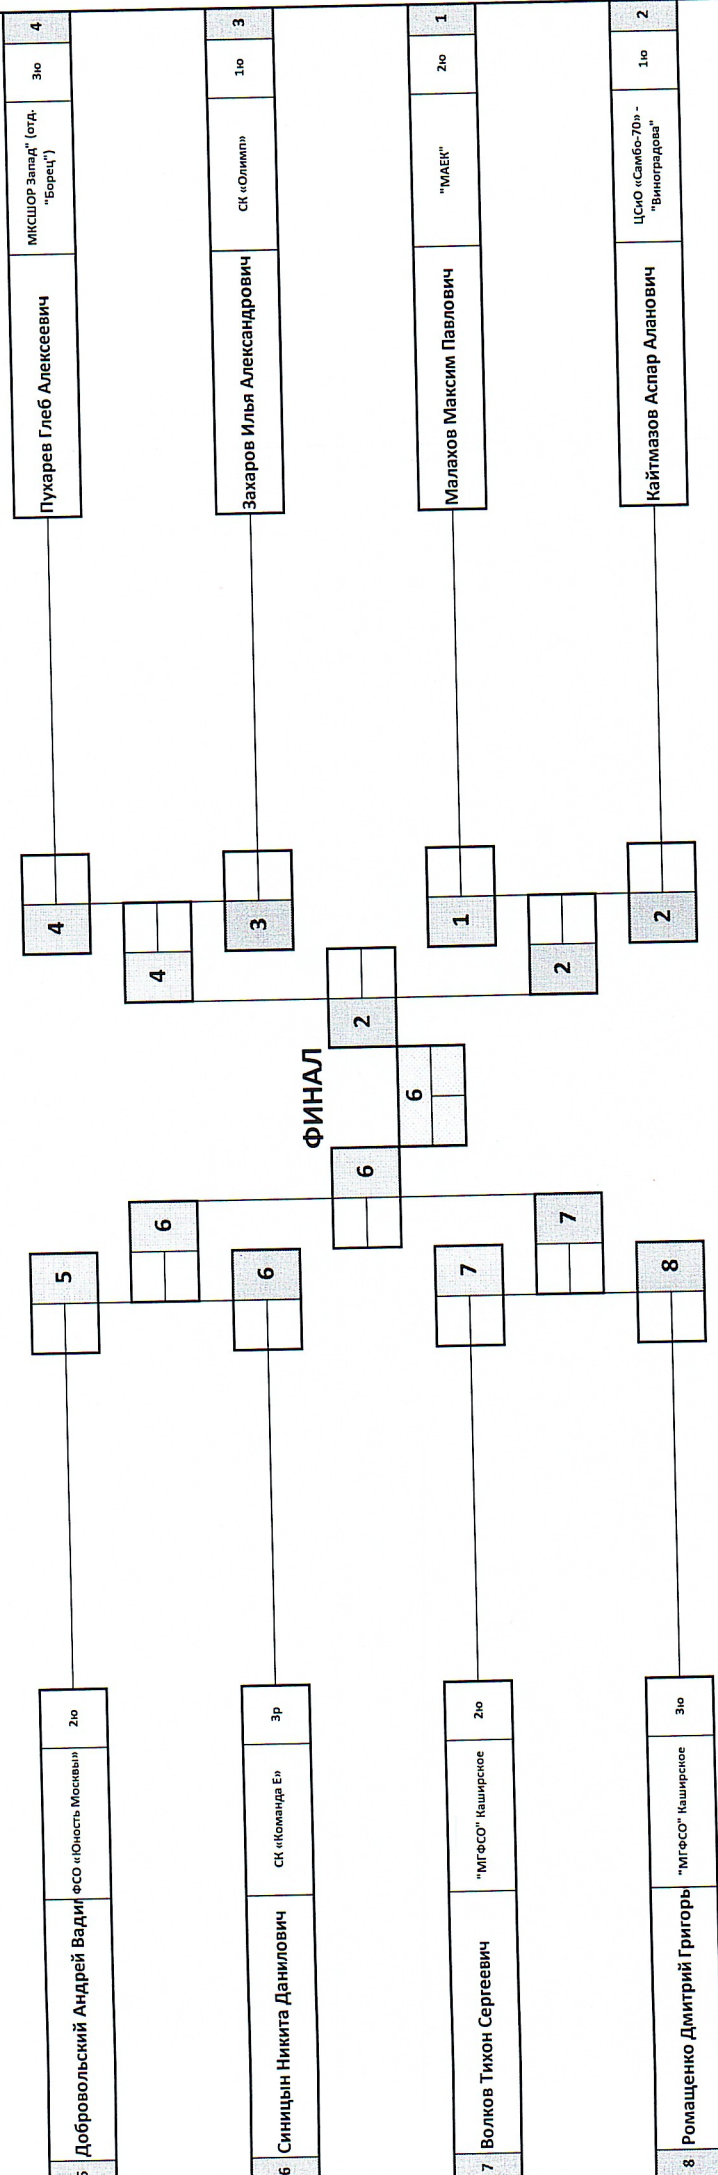 5 Добровольский Андрей Вадим ФСО «Юность Москвы» 2ю
5
6
6 Синицын Никита Данилович СК «Команда Е» 3р
6
ФИНАЛ
6
6
2
7 Волков Тихон Сергеевич "МГФСО" Каширское 2ю
7
7
8 Ромащенко Дмитрий Григорь "МГФСО" Каширское 3ю
8
4
4
Пухарев Глеб Алексеевич МКСШОР Запад" (отд. "Борец") 3ю 4
3
Захаров Илья Александрович СК «Олимп» 1ю 3
1
Малахов Максим Павлович "МАЕК" 2ю 1
2
2
Кайтмазов Аспар Аланович ЦСиО «Самбо-70» - "Виноградова" 1ю 2